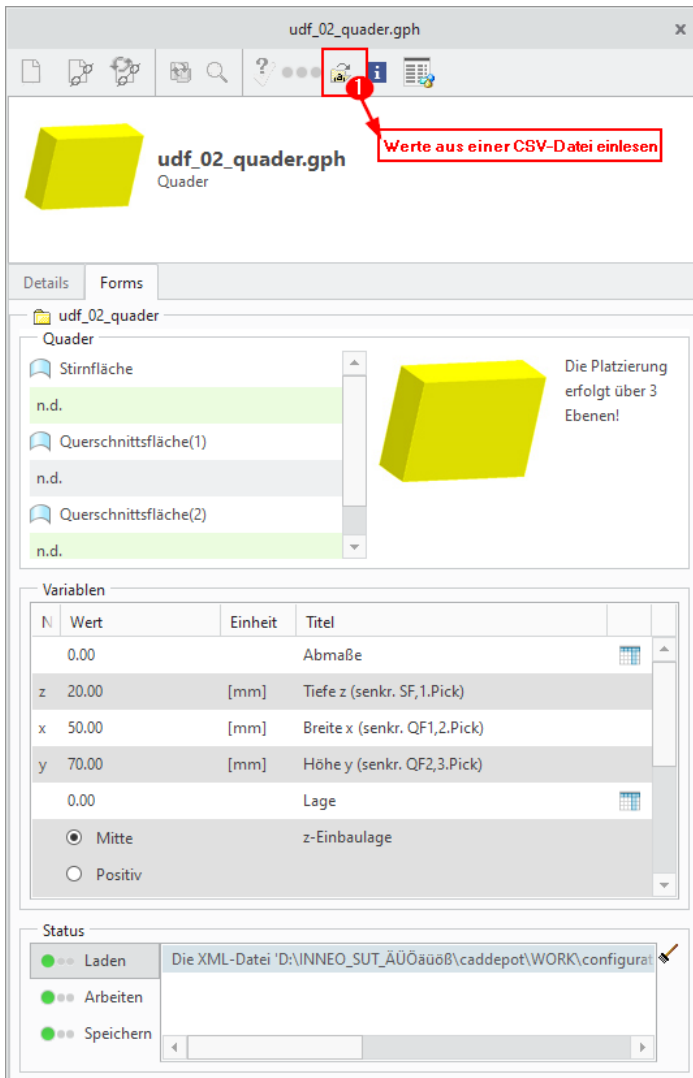 udf_02_quader.gph
1
Werte aus einer CSV-Datei einlesen
udf_02_quader.gph
Quader
Details Forms
udf_02_quader
Quader
Stirnfläche
n.d.
Querschnittsfläche(1)
n.d.
Querschnittsfläche(2)
n.d.
Die Platzierung
erfolgt über 3
Ebenen!
Variablen
N Wert Einheit Titel
0.00 Abmaße
z 20.00 [mm] Tiefe z (senkr. SF,1.Pick)
x 50.00 [mm] Breite x (senkr. QF1,2.Pick)
y 70.00 [mm] Höhe y (senkr. QF2,3.Pick)
0.00 Lage
Mitte z-Einbaulage
Positiv
Status
Laden Die XML-Datei 'D:\INNEO_SUT_ÄÜÖäüöß\caddepot\WORK\configurat
Arbeiten
Speichern